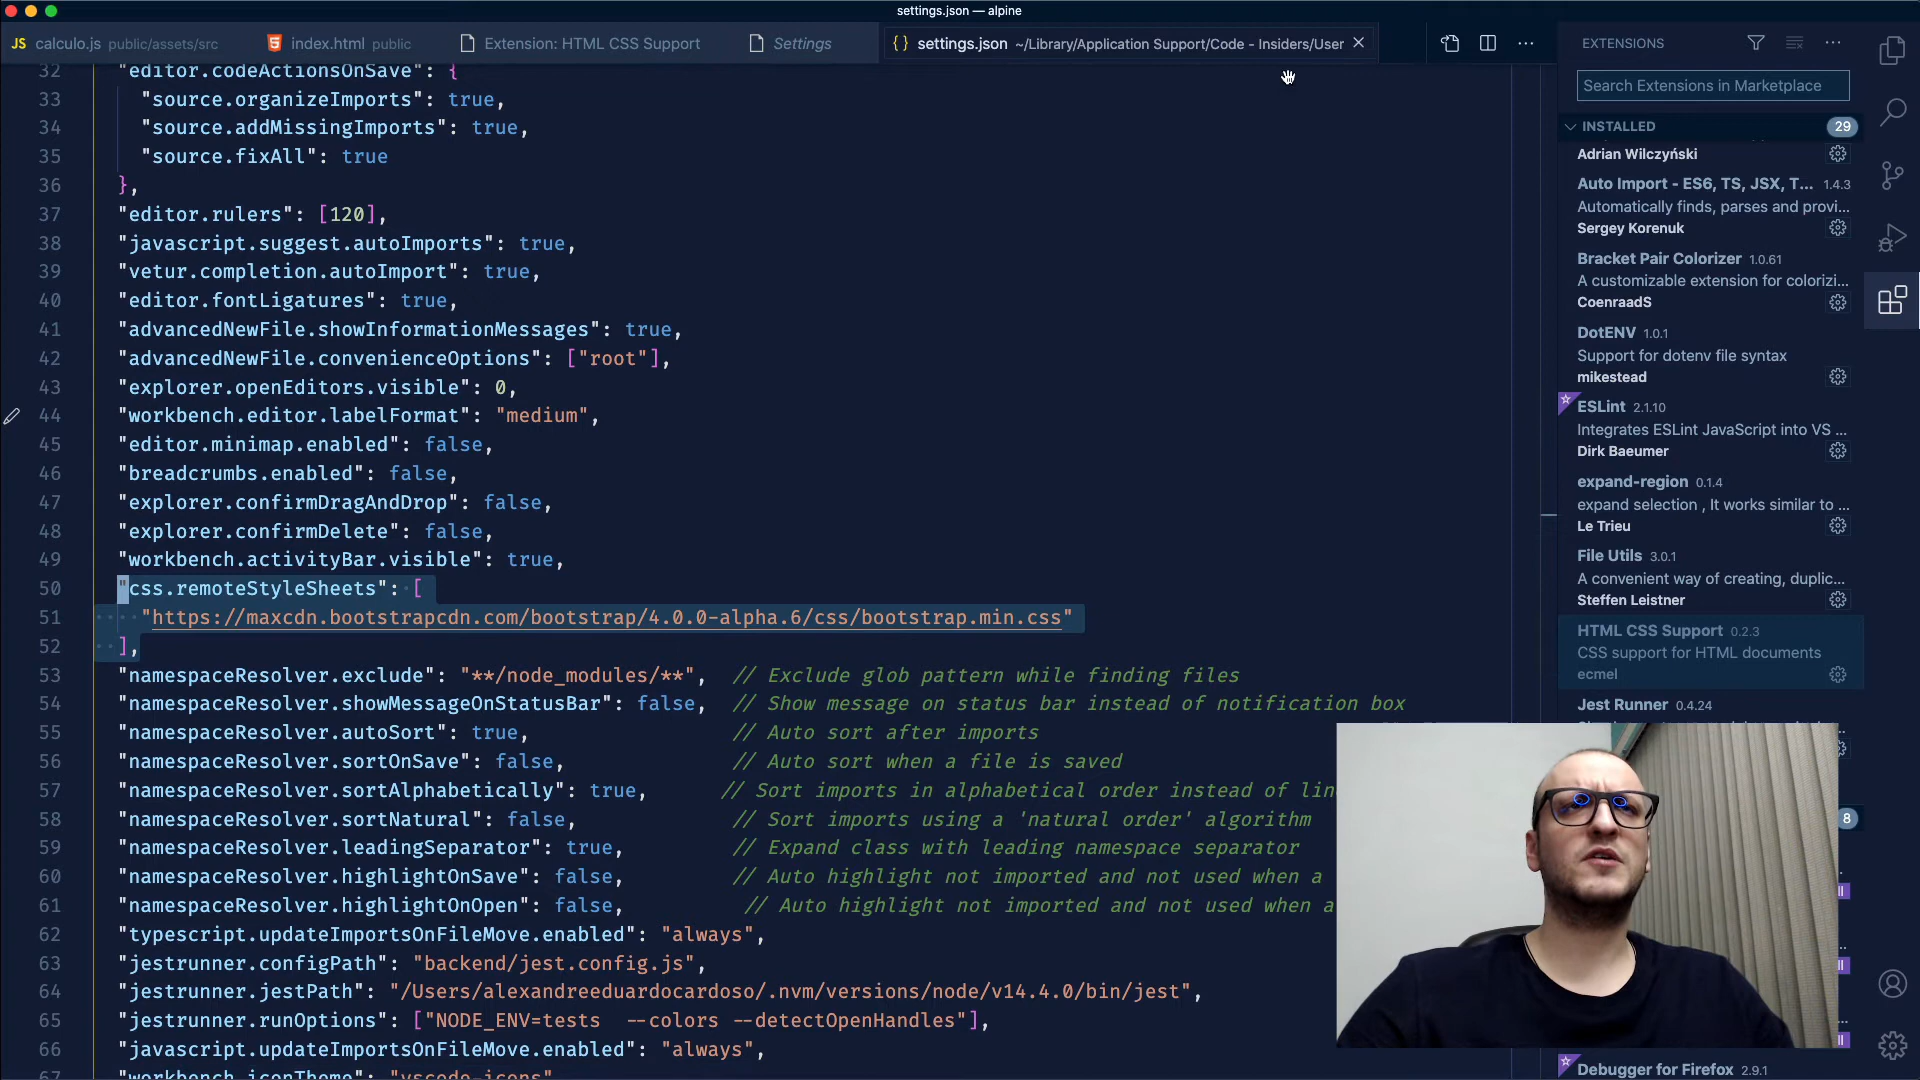 settings.json — alpine
JS calculo.js public/assets/src
index.html public
Extension: HTML CSS Support
Settings
{} settings.json ~/Library/Application Support/Code - Insiders/User
32 "editor.codeActionsOnSave": {
33 "source.organizeImports": true,
34 "source.addMissingImports": true,
35 "source.fixAll": true
36 },
37 "editor.rulers": [120],
38 "javascript.suggest.autoImports": true,
39 "vetur.completion.autoImport": true,
40 "editor.fontLigatures": true,
41 "advancedNewFile.showInformationMessages": true,
42 "advancedNewFile.convenienceOptions": ["root"],
43 "explorer.openEditors.visible": 0,
44 "workbench.editor.labelFormat": "medium",
45 "editor.minimap.enabled": false,
46 "breadcrumbs.enabled": false,
47 "explorer.confirmDragAndDrop": false,
48 "explorer.confirmDelete": false,
49 "workbench.activityBar.visible": true,
50 "css.remoteStyleSheets": [
51 "https://maxcdn.bootstrapcdn.com/bootstrap/4.0.0-alpha.6/css/bootstrap.min.css"
52 ],
53 "namespaceResolver.exclude": "**/node_modules/**", // Exclude glob pattern while finding files
54 "namespaceResolver.showMessageOnStatusBar": false, // Show message on status bar instead of notification box
55 "namespaceResolver.autoSort": true, // Auto sort after imports
56 "namespaceResolver.sortOnSave": false, // Auto sort when a file is saved
57 "namespaceResolver.sortAlphabetically": true, // Sort imports in alphabetical order instead of
58 "namespaceResolver.sortNatural": false, // Sort imports using a 'natural order' algorithm
59 "namespaceResolver.leadingSeparator": true, // Expand class with leading namespace separator
60 "namespaceResolver.highlightOnSave": false, // Auto highlight not imported and not used when a
61 "namespaceResolver.highlightOnOpen": false, // Auto highlight not imported and not used when a
62 "typescript.updateImportsOnFileMove.enabled": "always",
63 "jestrunner.configPath": "backend/jest.config.js",
64 "jestrunner.jestPath": "/Users/alexandreeduardocardoso/.nvm/versions/node/v14.4.0/bin/jest",
65 "jestrunner.runOptions": ["NODE_ENV=tests --colors --detectOpenHandles"],
66 "javascript.updateImportsOnFileMove.enabled": "always",
67 "workbench.iconTheme": "vscode-icons"
EXTENSIONS
Search Extensions in Marketplace
INSTALLED 29
Adrian Wilczyński
Auto Import - ES6, TS, JSX, T... 1.4.3
Automatically finds, parses and provi...
Sergey Korenuk
Bracket Pair Colorizer 1.0.61
A customizable extension for colorizi...
CoenraadS
DotENV 1.0.1
Support for dotenv file syntax
mikestead
ESLint 2.1.10
Integrates ESLint JavaScript into VS ...
Dirk Baeumer
expand-region 0.1.4
expand selection , It works similar to ...
Le Trieu
File Utils 3.0.1
A convenient way of creating, duplic...
Steffen Leistner
HTML CSS Support 0.2.3
CSS support for HTML documents
ecmel
Jest Runner 0.4.24
8
Debugger for Firefox 2.9.1